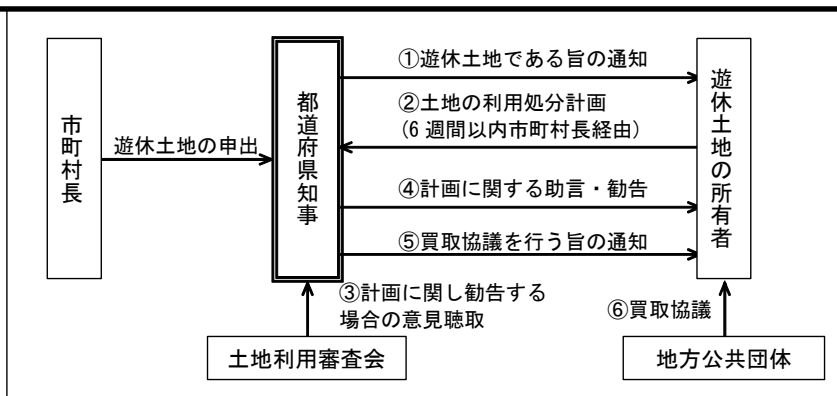 市町村長
遊休土地の申出
都道府県知事
①遊休土地である旨の通知
②土地の利用処分計画
(6 週間以内市町村長経由)
④計画に関する助言・勧告
⑤買取協議を行う旨の通知
遊休土地の所有者
③計画に関し勧告する
場合の意見聴取
⑥買取協議
土地利用審査会
地方公共団体